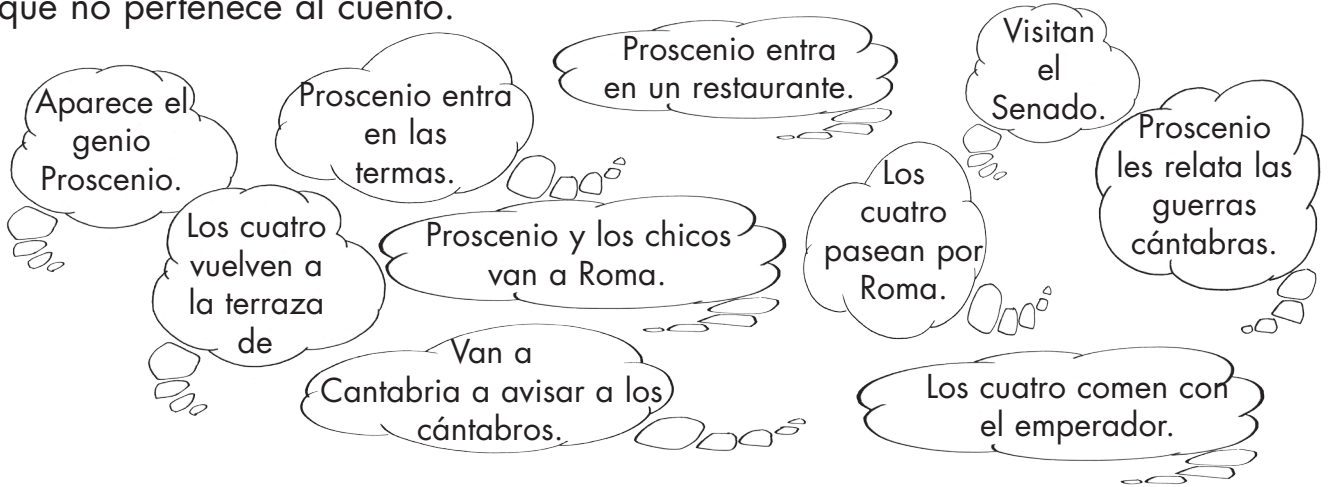 que no pertenece al cuento.
Aparece el
genio
Proscenio.
Proscenio entra
en las
termas.
Proscenio entra
en un restaurante.
Visitan
el
Senado.
Proscenio
les relata las
guerras
cántabras.
Los cuatro
vuelven a
la terraza
de
Proscenio y los chicos
van a Roma.
Los
cuatro
pasean por
Roma.
Van a
Cantabria a avisar a los
cántabros.
Los cuatro comen con
el emperador.